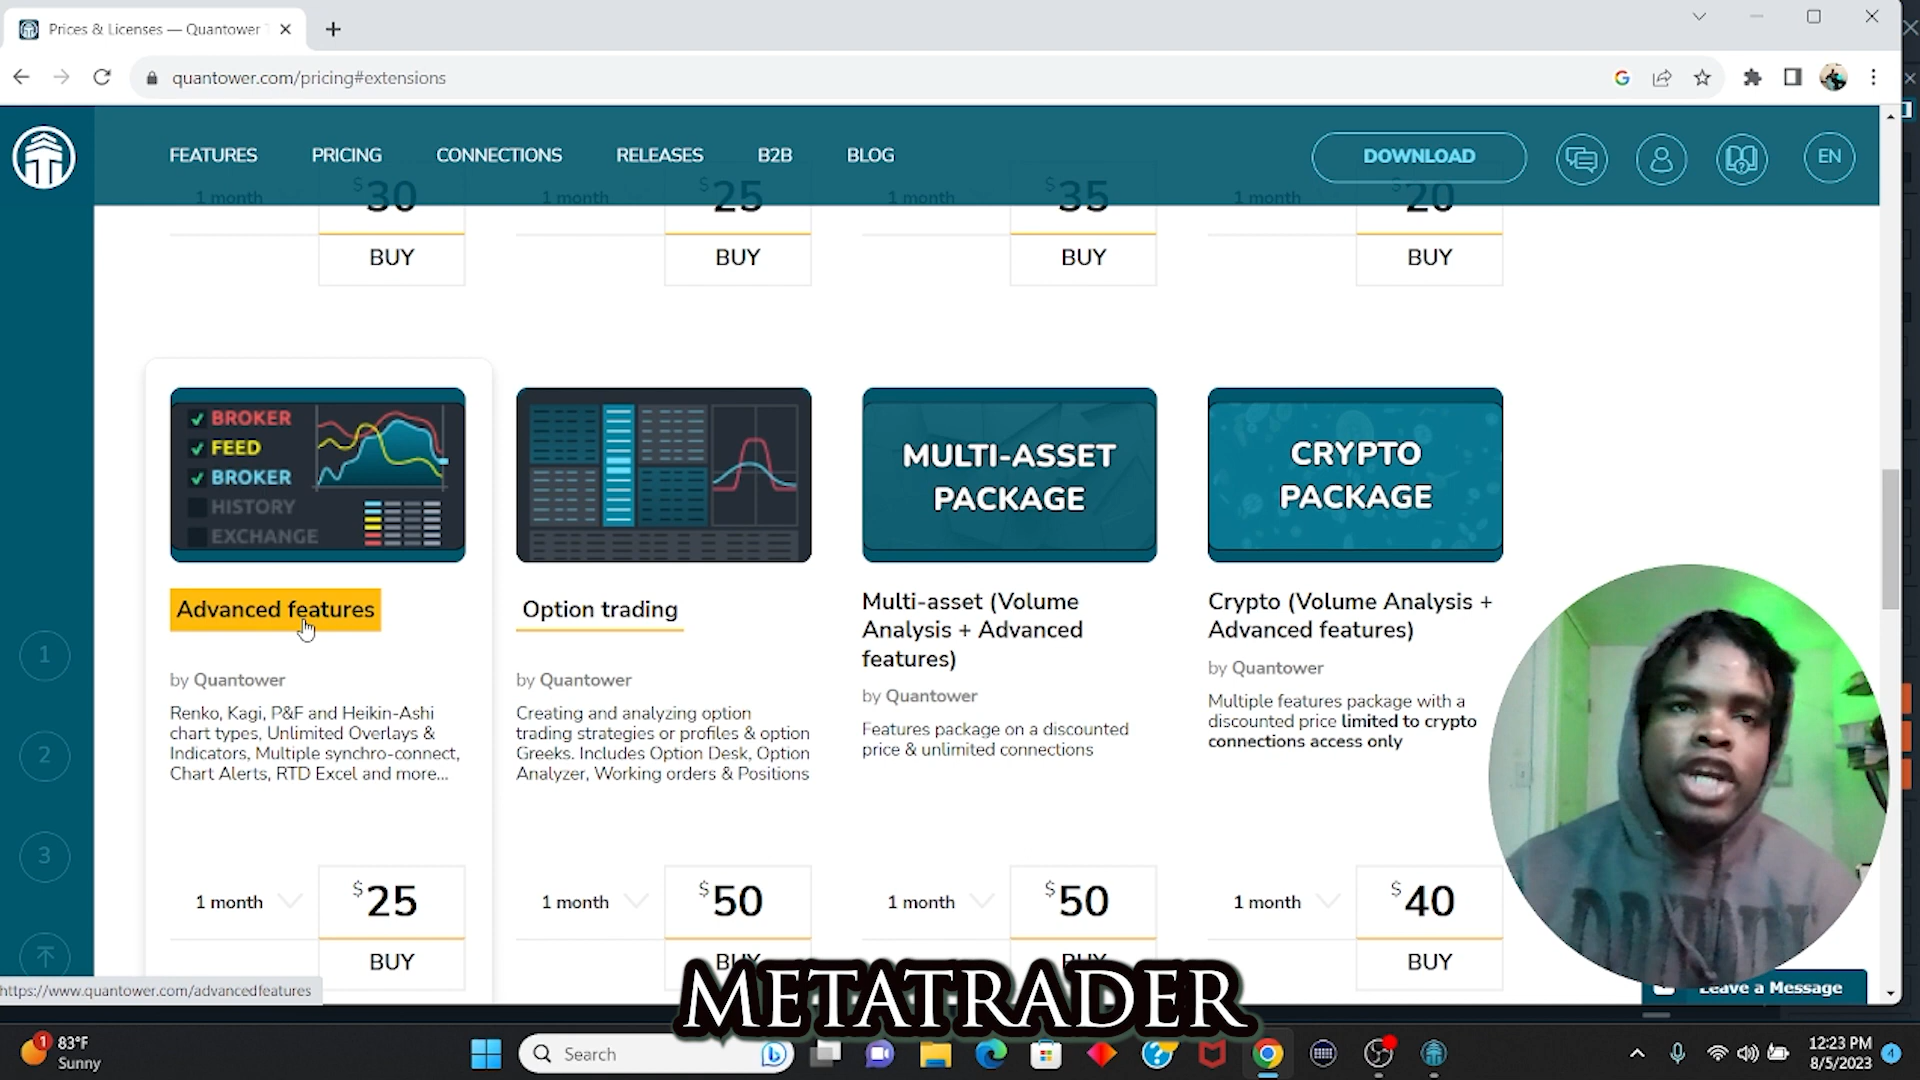 Prices & Licenses — Quantower
quantower.com/pricing#extensions
FEATURES
PRICING
CONNECTIONS
RELEASES
B2B
BLOG
DOWNLOAD
EN
1 month
$30
1 month
$25
1 month
$35
1 month
$20
BUY
BUY
BUY
BUY
BROKER
FEED
BROKER
HISTORY
EXCHANGE
MULTI-ASSET
PACKAGE
CRYPTO
PACKAGE
Advanced features
by Quantower
Renko, Kagi, P&F and Heikin-Ashi
chart types, Unlimited Overlays &
Indicators, Multiple synchro-connect,
Chart Alerts, RTD Excel and more...
1 month
$25
BUY
Option trading
by Quantower
Creating and analyzing option
trading strategies or profiles & option
Greeks. Includes Option Desk, Option
Analyzer, Working orders & Positions
1 month
$50
BUY
Multi-asset (Volume
Analysis + Advanced
features)
by Quantower
Features package on a discounted
price & unlimited connections
1 month
$50
BUY
Crypto (Volume Analysis +
Advanced features)
by Quantower
Multiple features package with a
discounted price limited to crypto
connections access only
1 month
$40
BUY
1
2
3
https://www.quantower.com/advancedfeatures
METATRADER
Leave a Message
1
83°F
Sunny
Search
12:23 PM
8/5/2023
4